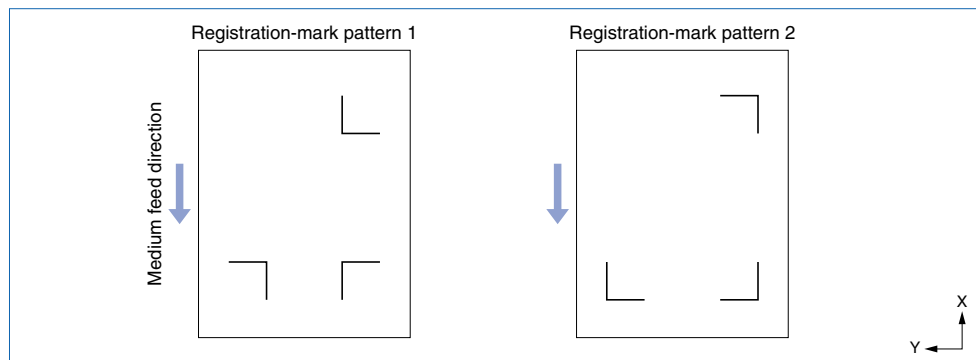 Registration-mark pattern 1
Registration-mark pattern 2
Medium feed direction
X
Y